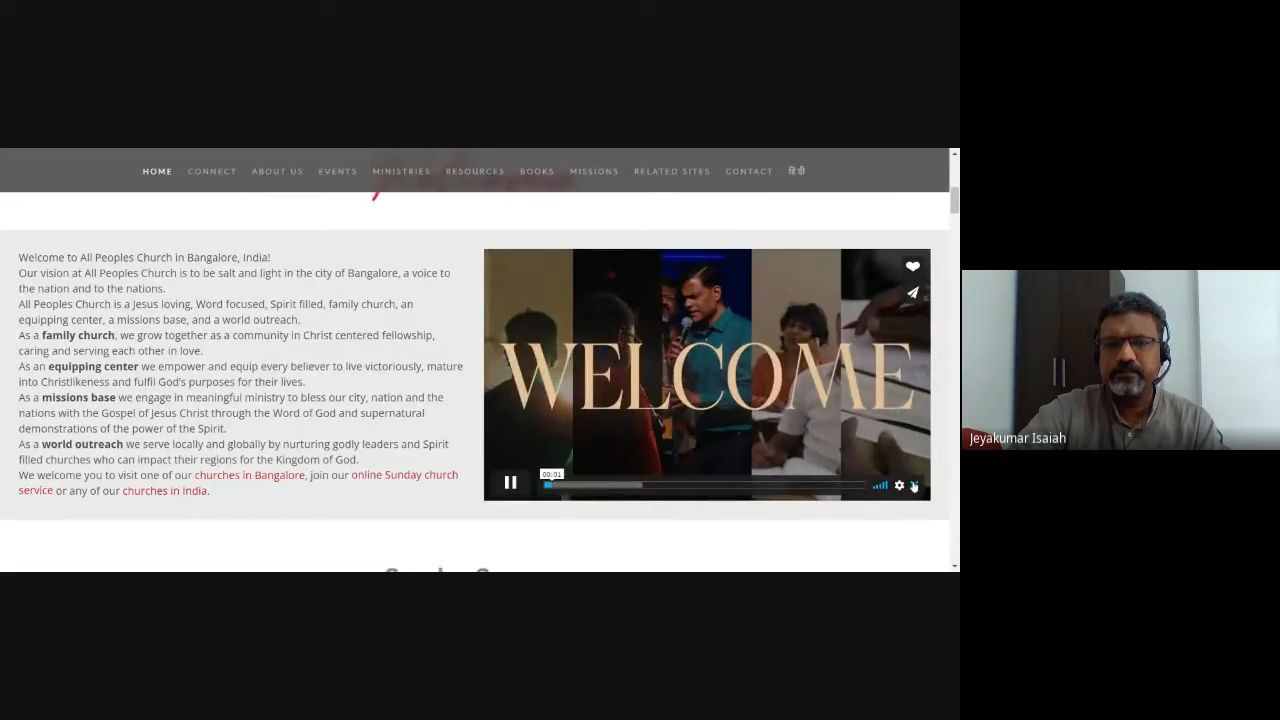 HOME CONNECT ABOUT US EVENTS MINISTRIES RESOURCES BOOKS MISSIONS RELATED SITES CONTACT हिंदी
Welcome to All Peoples Church in Bangalore, India!
Our vision at All Peoples Church is to be salt and light in the city of Bangalore, a voice to
the nation and to the nations.
All Peoples Church is a Jesus loving, Word focused, Spirit filled, family church, an
equipping center, a missions base, and a world outreach.
As a family church, we grow together as a community in Christ centered fellowship,
caring and serving each other in love.
As an equipping center we empower and equip every believer to live victoriously, mature
into Christlikeness and fulfil God's purposes for their lives.
As a missions base we engage in meaningful ministry to bless our city, nation and the
nations with the Gospel of Jesus Christ through the Word of God and supernatural
demonstrations of the power of the Spirit.
As a world outreach we serve locally and globally by nurturing godly leaders and Spirit
filled churches who can impact their regions for the Kingdom of God.
We welcome you to visit one of our churches in Bangalore, join our online Sunday church
service or any of our churches in India.
WELCOME
00:01
Jeyakumar Isaiah